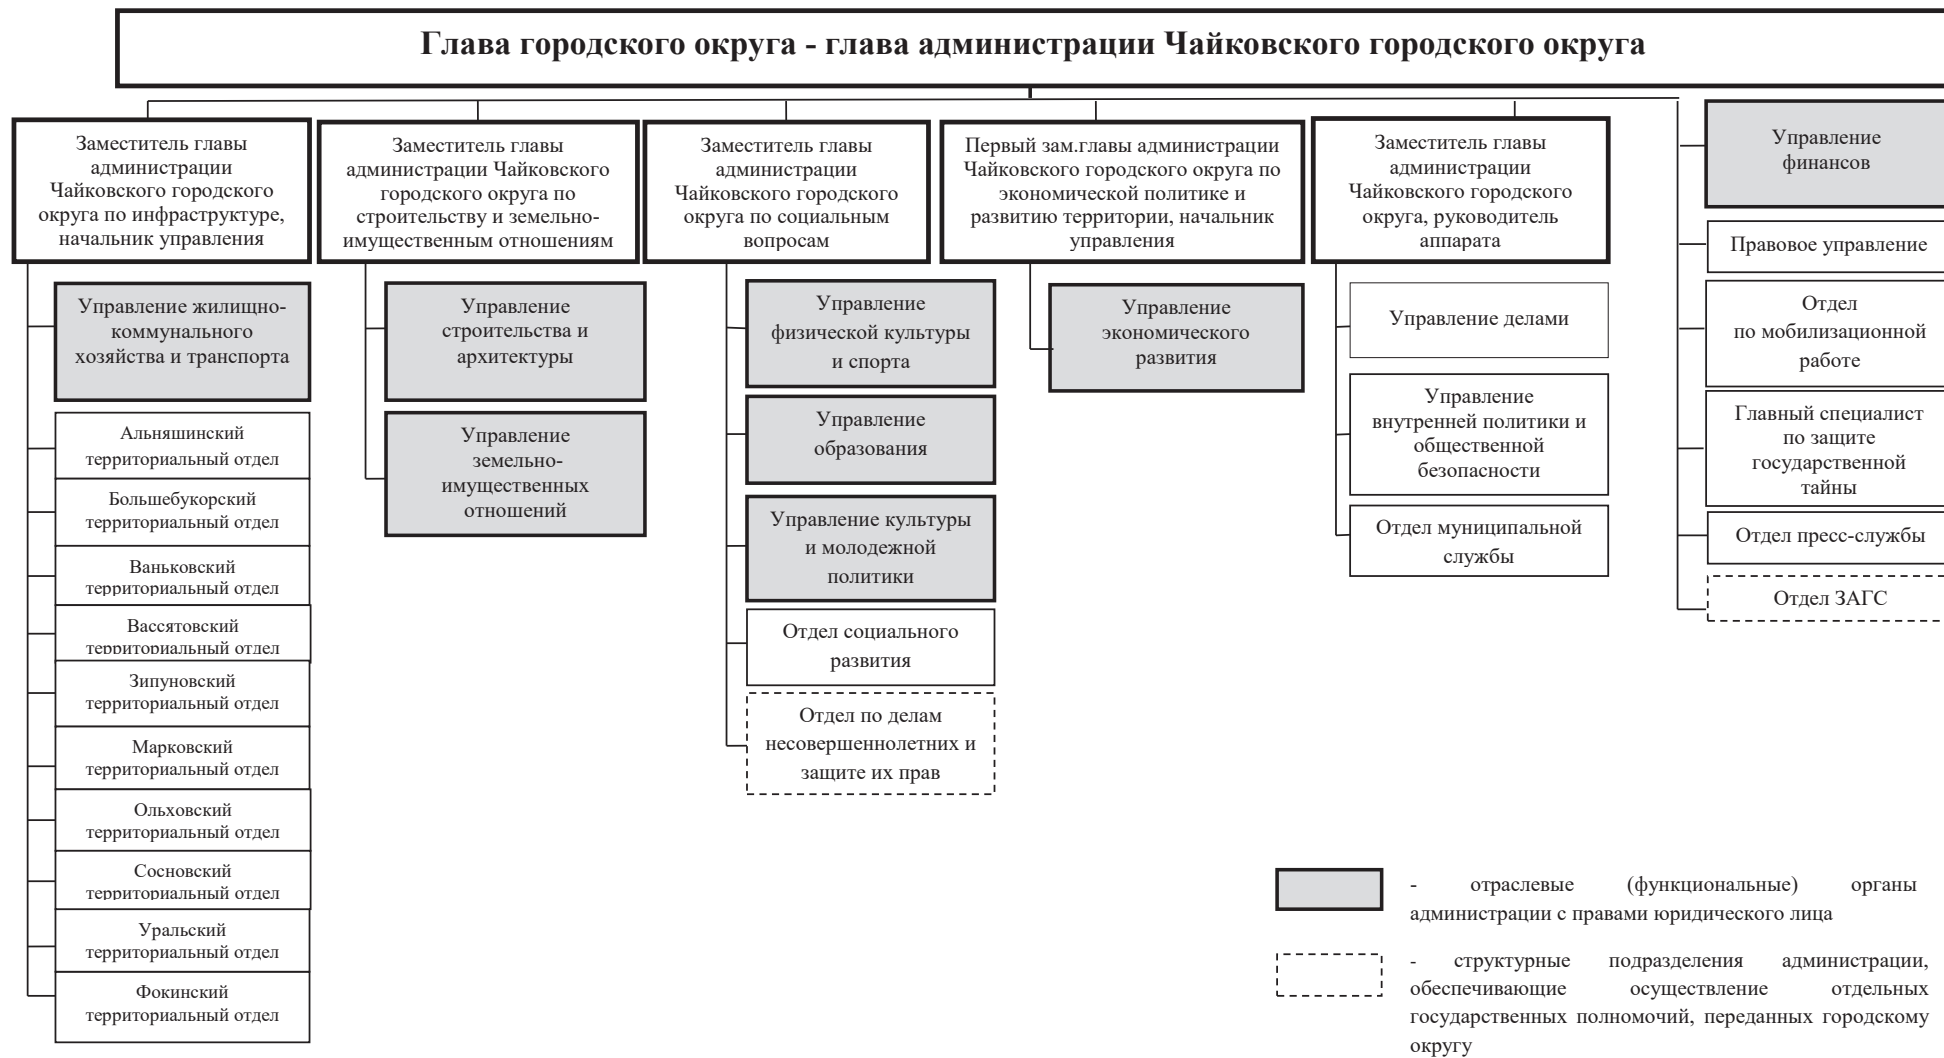 Глава городского округа - глава администрации Чайковского городского округа
Заместитель главы
администрации
Чайковского городского
округа по инфраструктуре,
начальник управления
Управление жилищно-
коммунального
хозяйства и транспорта
Альняшинский
территориальный отдел
Большебукорский
территориальный отдел
Ваньковский
территориальный отдел
Вассятовский
территориальный отдел
Зипуновский
территориальный отдел
Марковский
территориальный отдел
Ольховский
территориальный отдел
Сосновский
территориальный отдел
Уральский
территориальный отдел
Фокинский
территориальный отдел
Заместитель главы
администрации Чайковского
городского округа по
строительству и земельно-
имущественным отношениям
Управление
строительства и
архитектуры
Управление
земельно-
имущественных
отношений
Заместитель главы
администрации
Чайковского городского
округа по социальным
вопросам
Управление
физической культуры
и спорта
Управление
образования
Управление культуры
и молодежной
политики
Отдел социального
развития
Отдел по делам
несовершеннолетних и
защите их прав
Первый зам.главы администрации
Чайковского городского округа по
экономической политике и
развитию территории, начальник
управления
Управление
экономического
развития
Заместитель главы
администрации
Чайковского городского
округа, руководитель
аппарата
Управление делами
Управление
внутренней политики и
общественной
безопасности
Отдел муниципальной
службы
Управление
финансов
Правовое управление
Отдел
по мобилизационной
работе
Главный специалист
по защите
государственной
тайны
Отдел пресс-службы
Отдел ЗАГС
- отраслевые (функциональные) органы
администрации с правами юридического лица
- структурные подразделения администрации,
обеспечивающие осуществление отдельных
государственных полномочий, переданных городскому
округу